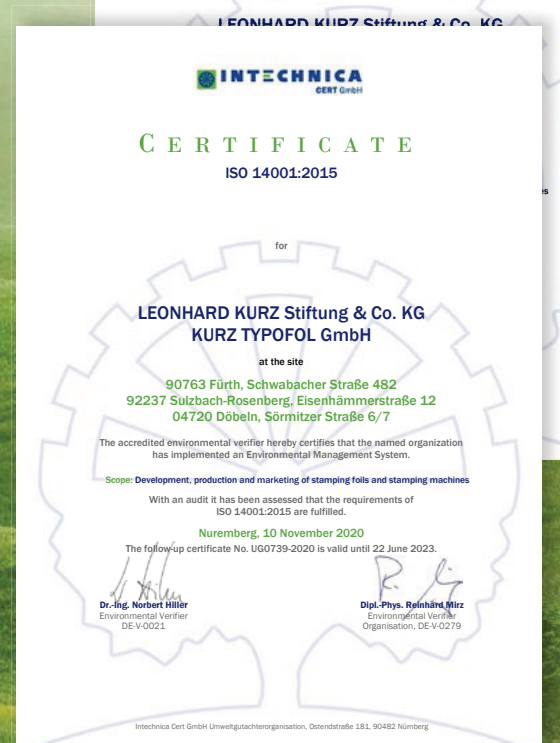 LEONHARD KURZ Stiftung & Co. KG
INTECHNICA
CERT GmbH
CERTIFICATE
ISO 14001:2015
for
LEONHARD KURZ Stiftung & Co. KG
KURZ TYPOFOL GmbH
at the site
90763 Fürth, Schwabacher Straße 482
92237 Sulzbach-Rosenberg, Eisenhämmerstraße 12
04720 Döbeln, Sörmitzer Straße 6/7
The accredited environmental verifier hereby certifies that the named organization
has implemented an Environmental Management System.
Scope: Development, production and marketing of stamping foils and stamping machines
With an audit it has been assessed that the requirements of
ISO 14001:2015 are fulfilled.
Nuremberg, 10 November 2020
The follow-up certificate No. UG0739-2020 is valid until 22 June 2023.
Dr.-Ing. Norbert Hiller
Environmental Verifier
DE-V-0021
Dipl.-Phys. Reinhard Mirz
Environmental Verifier
Organisation, DE-V-0279
Intechnica Cert GmbH Umweltgutachterorganisation, Ostendstraße 181, 90482 Nürnberg